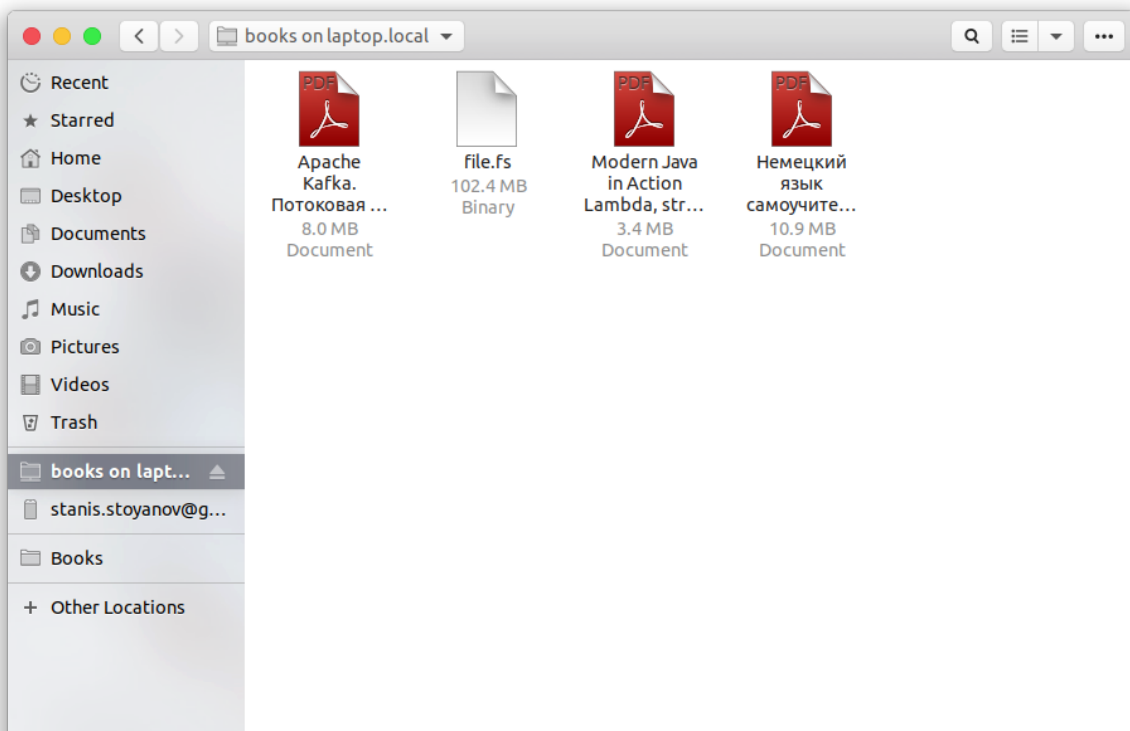 books on laptop.local
Recent
Starred
Home
Desktop
Documents
Downloads
Music
Pictures
Videos
Trash
books on lapt...
stanis.stoyanov@g...
Books
+ Other Locations
PDF
Apache
Kafka.
Потоковая ...
8.0 MB
Document
file.fs
102.4 MB
Binary
PDF
Modern Java
in Action
Lambda, str...
3.4 MB
Document
PDF
Немецкий
язык
самоучите...
10.9 MB
Document